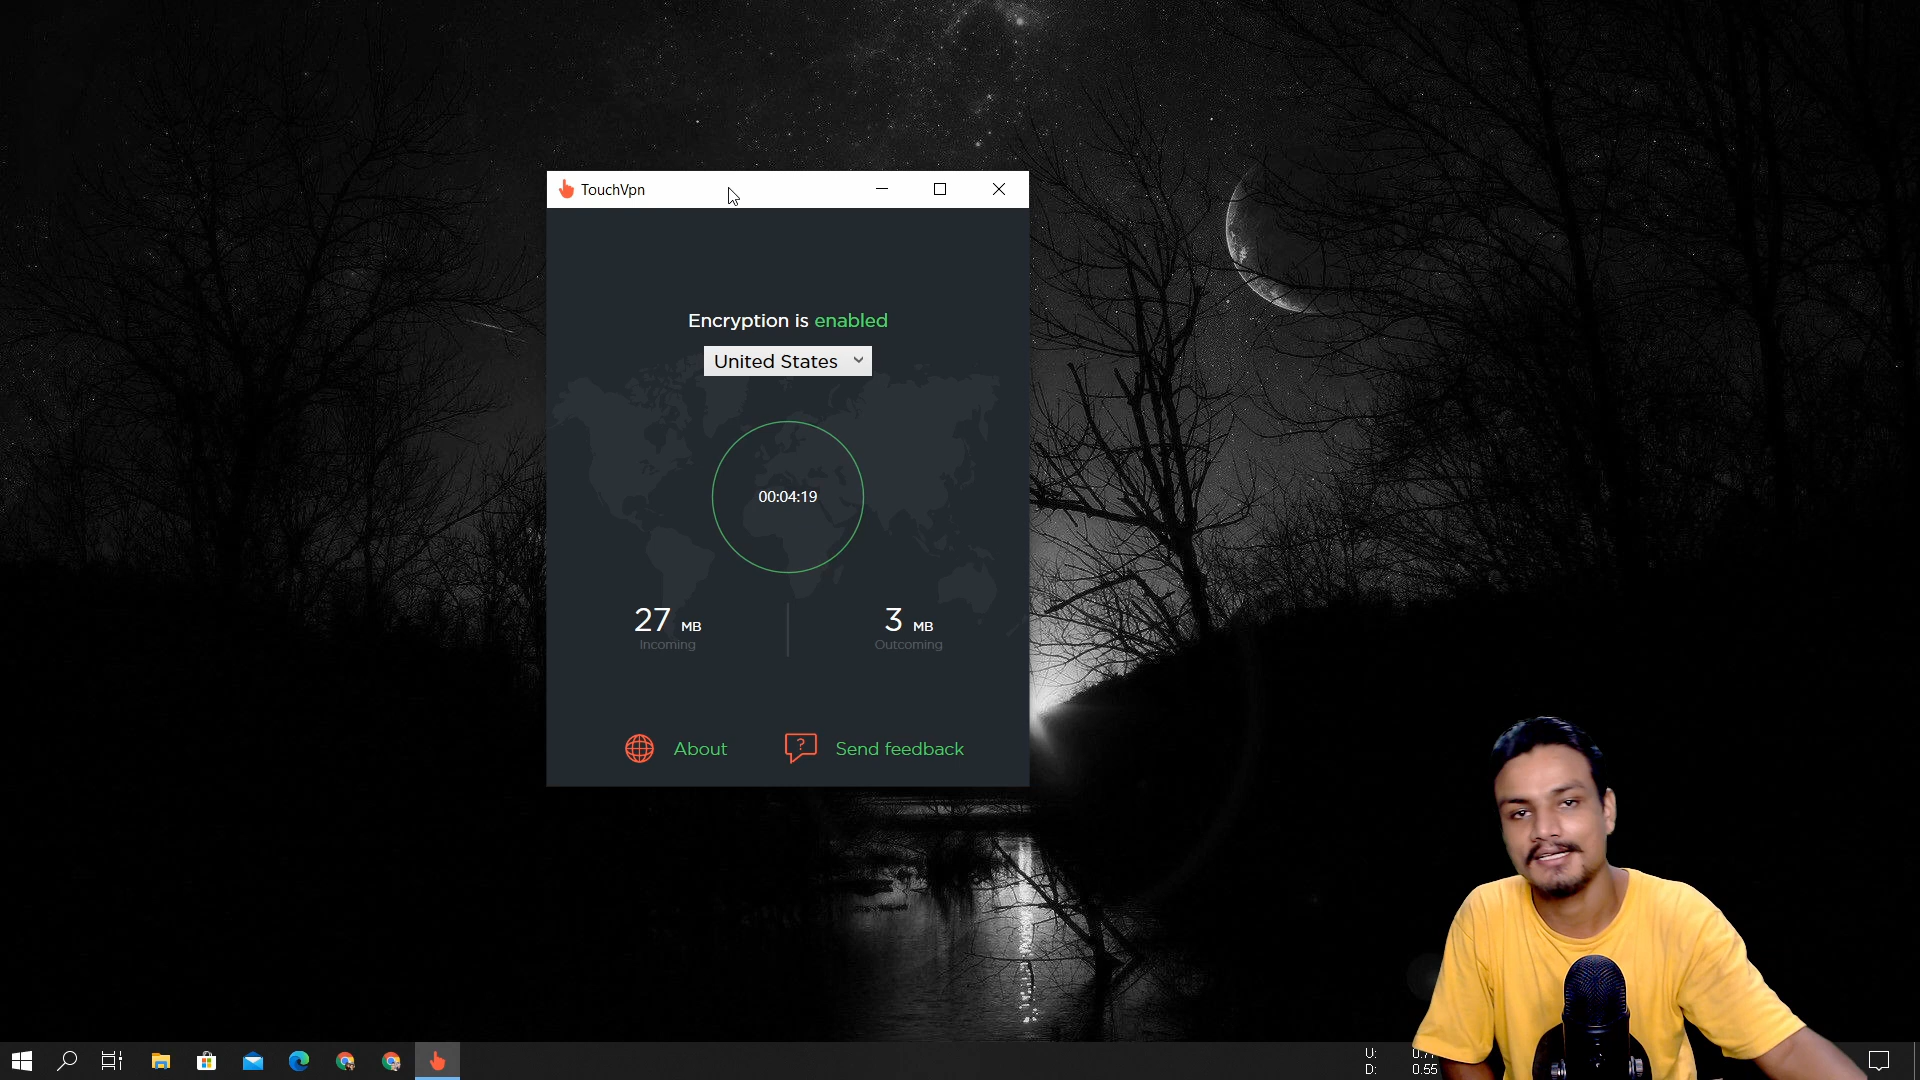 TouchVpn
Encryption is enabled
United States
00:04:19
27 MB
Incoming
3 MB
Outcoming
About
? Send feedback
U:
D: 0.55